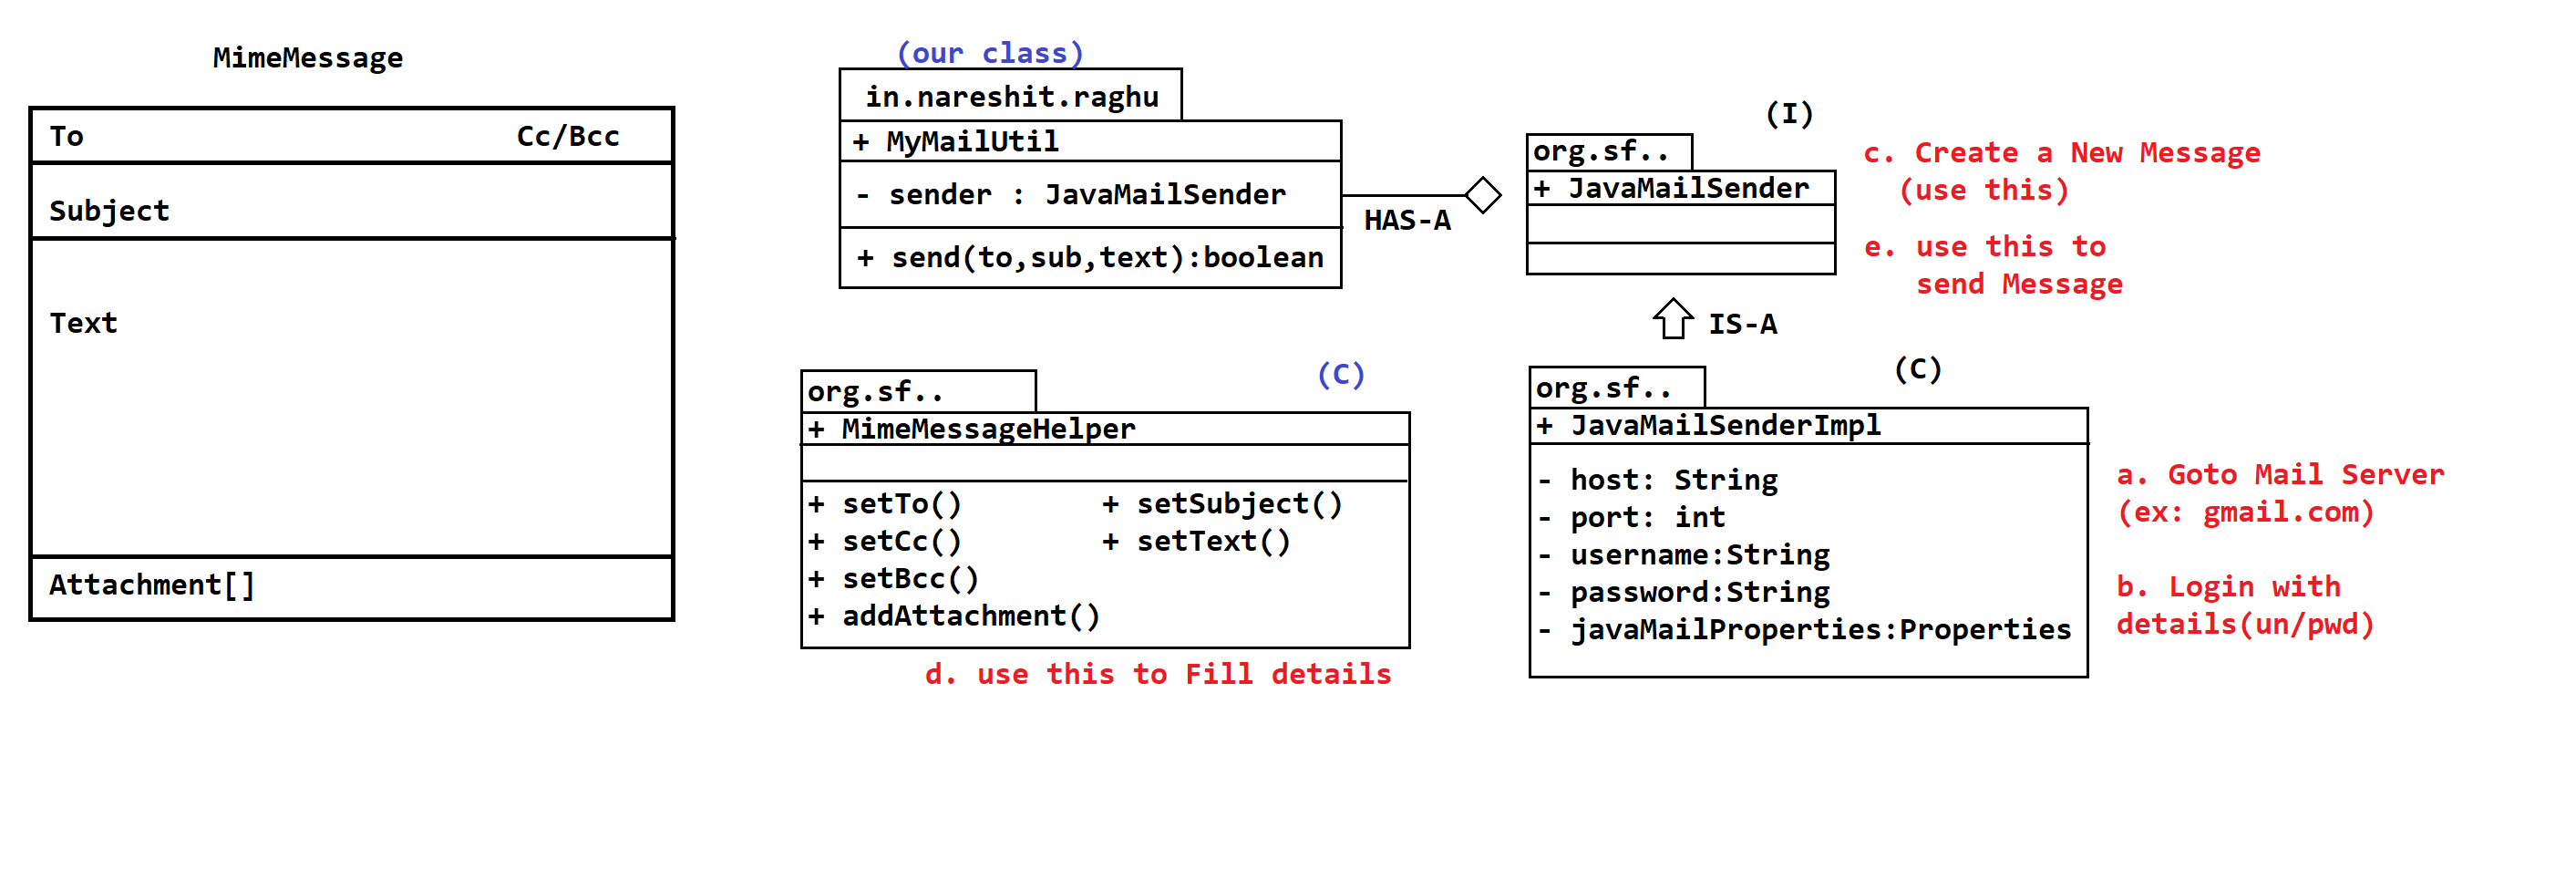 MimeMessage
To Cc/Bcc
Subject
Text
Attachment[]
(our class)
in.nareshit.raghu
+ MyMailUtil
- sender : JavaMailSender
+ send(to,sub,text):boolean
HAS-A
(I)
org.sf..
+ JavaMailSender
c. Create a New Message
(use this)
e. use this to
send Message
IS-A
(C)
org.sf..
+ MimeMessageHelper
+ setTo() + setSubject()
+ setCc() + setText()
+ setBcc()
+ addAttachment()
d. use this to Fill details
(C)
org.sf..
+ JavaMailSenderImpl
- host: String
- port: int
- username:String
- password:String
- javaMailProperties:Properties
a. Goto Mail Server
(ex: gmail.com)
b. Login with
details(un/pwd)